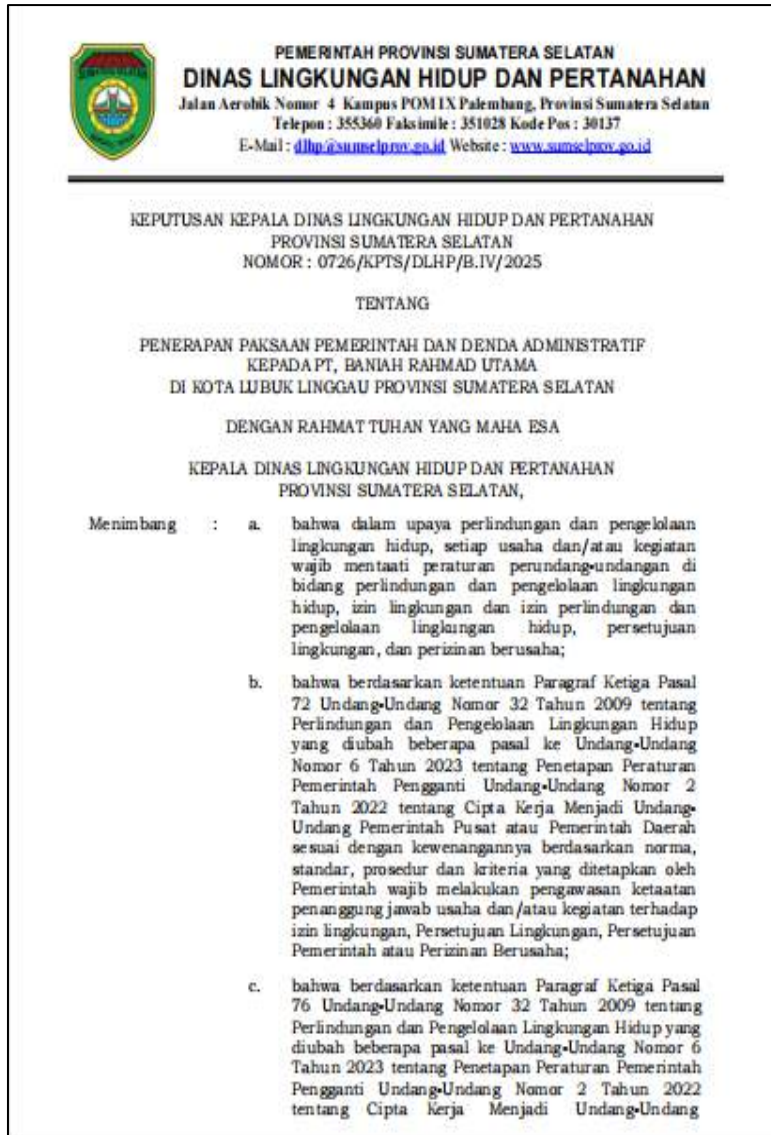 PEMERINTAH PROVINSI SUMATERA SELATAN
DINAS LINGKUNGAN HIDUP DAN PERTANAHAN
Jalan Aerobik Nomor 4 Kampus POM IX Palembang, Provinsi Sumatera Selatan
Telepon : 355360 Faksimile : 351028 Kode Pos : 30137
E-Mail : dlhp@sumselprov.go.id Website : www.sumselprov.go.id
KEPUTUSAN KEPALA DINAS LINGKUNGAN HIDUP DAN PERTANAHAN
PROVINSI SUMATERA SELATAN
NOMOR : 0726/KPTS/DLHP/B.IV/2025
TENTANG
PENERAPAN PAKSAAN PEMERINTAH DAN DENDA ADMINISTRATIF
KEPADA PT, BANIAH RAHMAD UTAMA
DI KOTA LUBUK LINGGAU PROVINSI SUMATERA SELATAN
DENGAN RAHMAT TUHAN YANG MAHA ESA
KEPALA DINAS LINGKUNGAN HIDUP DAN PERTANAHAN
PROVINSI SUMATERA SELATAN,
Menimbang : a. bahwa dalam upaya perlindungan dan pengelolaan
lingkungan hidup, setiap usaha dan/atau kegiatan
wajib mentaati peraturan perundang-undangan di
bidang perlindungan dan pengelolaan lingkungan
hidup, izin lingkungan dan izin perlindungan dan
pengelolaan lingkungan hidup, persetujuan
lingkungan, dan perizinan berusaha;
b. bahwa berdasarkan ketentuan Paragraf Ketiga Pasal
72 Undang-Undang Nomor 32 Tahun 2009 tentang
Perlindungan dan Pengelolaan Lingkungan Hidup
yang diubah beberapa pasal ke Undang-Undang
Nomor 6 Tahun 2023 tentang Penetapan Peraturan
Pemerintah Pengganti Undang-Undang Nomor 2
Tahun 2022 tentang Cipta Kerja Menjadi Undang-
Undang Pemerintah Pusat atau Pemerintah Daerah
sesuai dengan kewenangannya berdasarkan norma,
standar, prosedur dan kriteria yang ditetapkan oleh
Pemerintah wajib melakukan pengawasan ketaatan
penanggung jawab usaha dan/atau kegiatan terhadap
izin lingkungan, Persetujuan Lingkungan, Persetujuan
Pemerintah atau Perizinan Berusaha;
c. bahwa berdasarkan ketentuan Paragraf Ketiga Pasal
76 Undang-Undang Nomor 32 Tahun 2009 tentang
Perlindungan dan Pengelolaan Lingkungan Hidup yang
diubah beberapa pasal ke Undang-Undang Nomor 6
Tahun 2023 tentang Penetapan Peraturan Pemerintah
Pengganti Undang-Undang Nomor 2 Tahun 2022
tentang Cipta Kerja Menjadi Undang-Undang